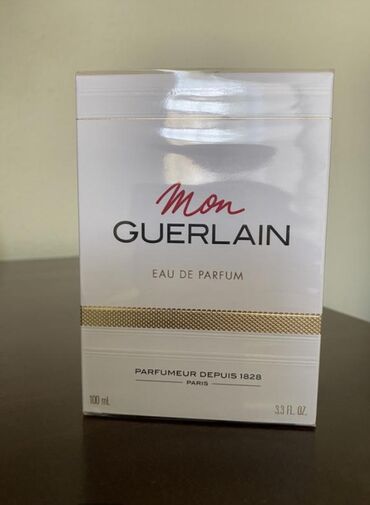 Mon
GUERLAIN
EAU DE PARFUM
PARFUMEUR DEPUIS 1828
PARIS
100 mL 3.3 FL. OZ.